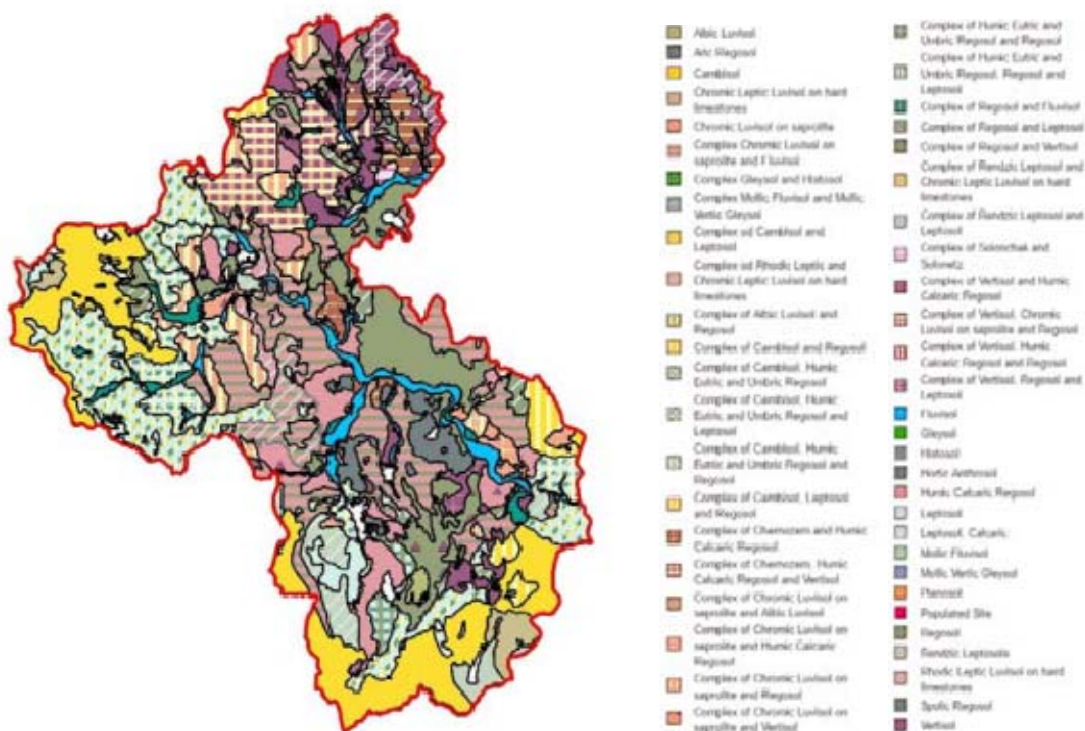 Albic Luvisol
Aric Regosol
Cambisol
Chromic Leptic Luvisol on hard
limestones
Chromic Luvisol on saprolite
Complex Chromic Luvisol on
saprolite and Fluvisol
Complex Gleysol and Histosol
Complex Mollic Fluvisol and Mollic
Vertic Gleysol
Complex od Cambisol and
Leptosol
Complex od Rhodic Leptic and
Chromic Leptic Luvisol on hard
limestones
Complex of Albic Luvisol and
Regosol
Complex of Cambisol and Regosol
Complex of Cambisol, Humic
Eutric and Umbric Regosol
Complex of Cambisol, Humic
Eutric and Umbric Regosol and
Leptosol
Complex of Cambisol, Humic
Eutric and Umbric Regosol and
Regosol
Complex of Cambisol, Leptosol
and Regosol
Complex of Chernozem and Humic
Calcaric Regosol
Complex of Chernozem, Humic
Calcaric Regosol and Vertisol
Complex of Chromic Luvisol on
saprolite and Albic Luvisol
Complex of Chromic Luvisol on
saprolite and Humic Calcaric
Regosol
Complex of Chromic Luvisol on
saprolite and Regosol
Complex of Chromic Luvisol on
saprolite and Vertisol
Complex of Humic Eutric and
Umbric Regosol and Regosol
Complex of Humic Eutric and
Umbric Regosol, Regosol and
Leptosol
Complex of Regosol and Fluvisol
Complex of Regosol and Leptosol
Complex of Regosol and Vertisol
Complex of Rendzic Leptosol and
Chromic Leptic Luvisol on hard
limestones
Complex of Rendzic Leptosol and
Leptosol
Complex of Solonchak and
Solonetz
Complex of Vertisol and Humic
Calcaric Regosol
Complex of Vertisol, Chromic
Luvisol on saprolite and Regosol
Complex of Vertisol, Humic
Calcaric Regosol and Regosol
Complex of Vertisol, Regosol and
Leptosol
Fluvisol
Gleysol
Histosol
Hortic Anthrosol
Humic Calcaric Regosol
Leptosol
Leptosol, Calcaric
Mollic Fluvisol
Mollic Vertic Gleysol
Planosol
Populated Site
Regosol
Rendzic Leptosols
Rhodic Leptic Luvisol on hard
limestones
Spolic Regosol
Vertisol